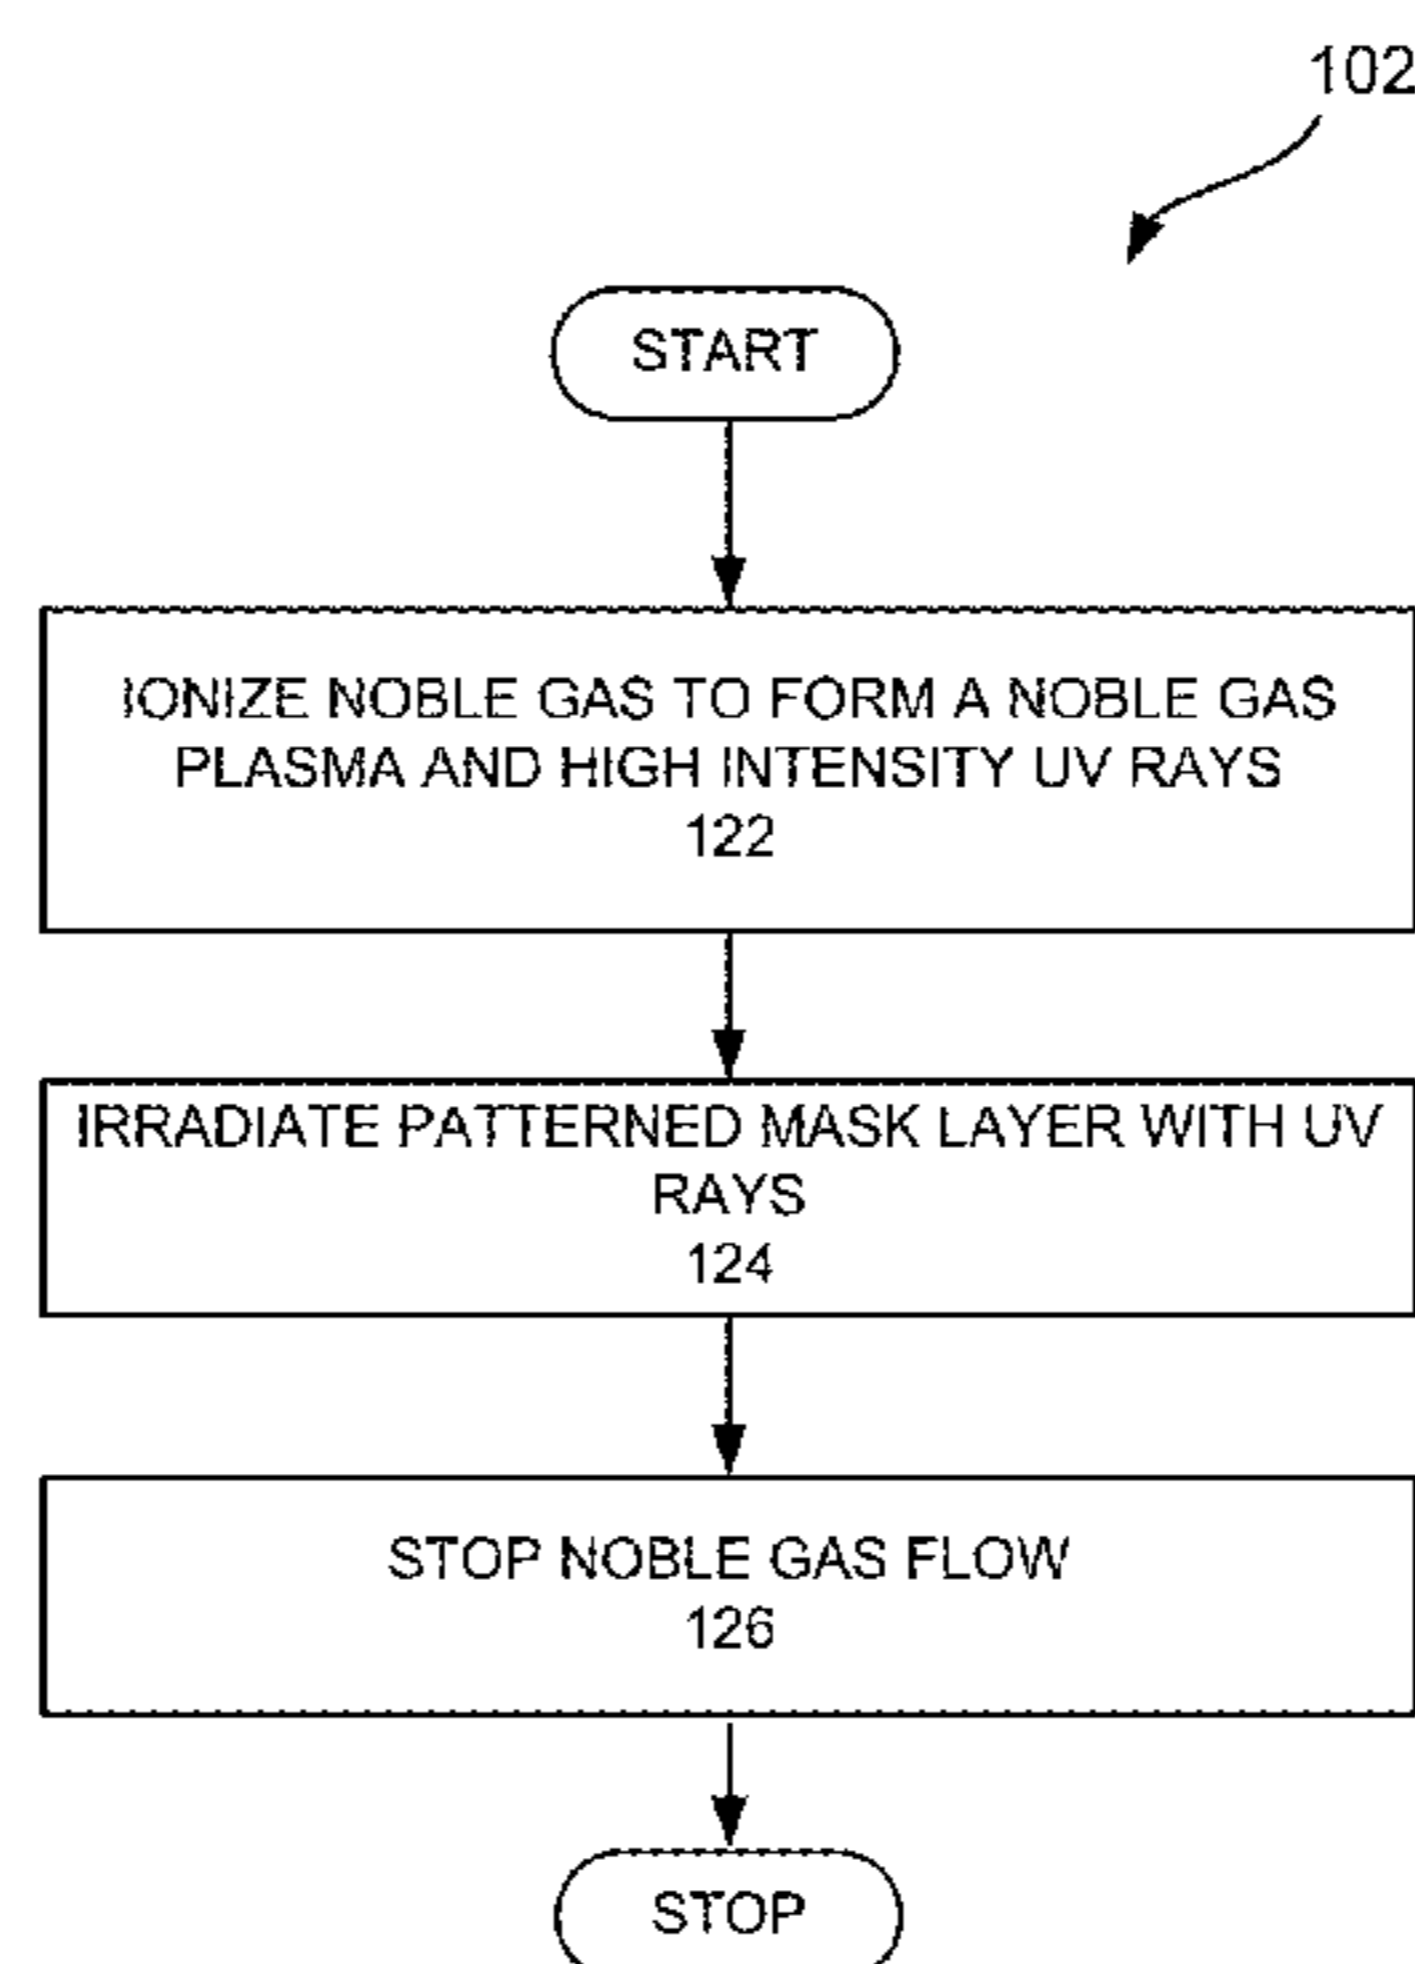 102
START
IONIZE NOBLE GAS TO FORM A NOBLE GAS
PLASMA AND HIGH INTENSITY UV RAYS
122
IRRADIATE PATTERNED MASK LAYER WITH UV
RAYS
124
STOP NOBLE GAS FLOW
126
STOP